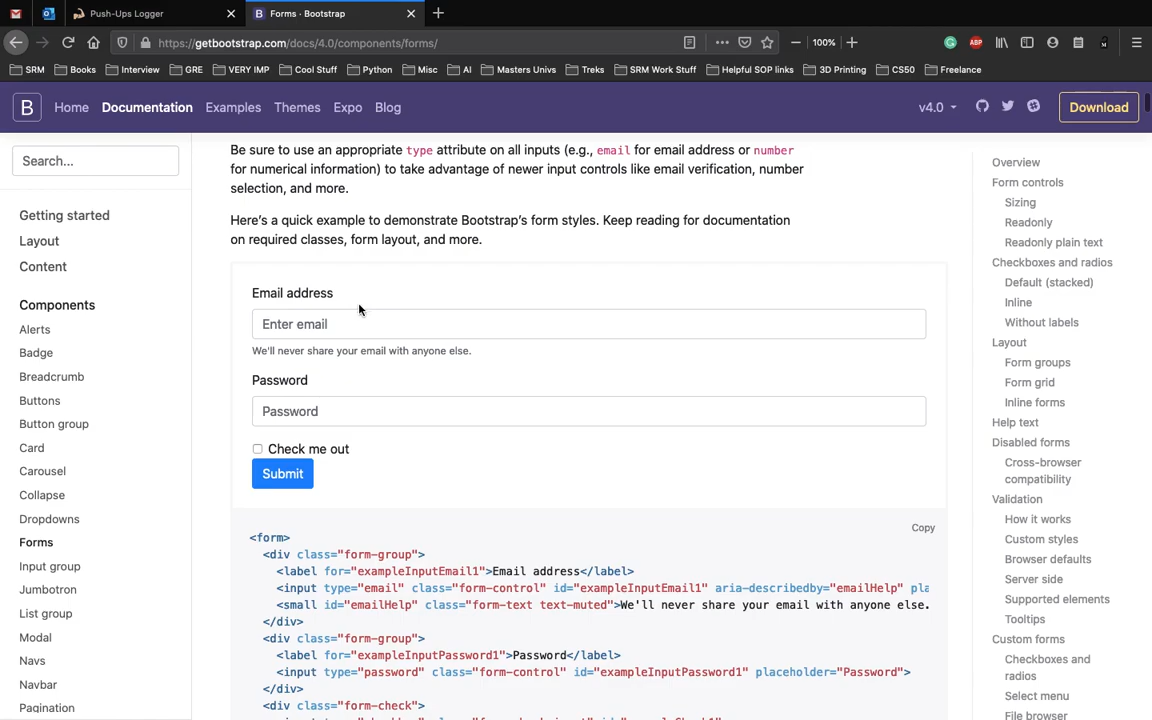 Push-Ups Logger
Forms · Bootstrap
https://getbootstrap.com/docs/4.0/components/forms/
100%
SRM
Books
Interview
GRE
VERY IMP
Cool Stuff
Python
Misc
AI
Masters Univs
Treks
SRM Work Stuff
Helpful SOP links
3D Printing
CS50
Freelance
B
Home
Documentation
Examples
Themes
Expo
Blog
v4.0
Download
Search...
Getting started
Layout
Content
Components
Alerts
Badge
Breadcrumb
Buttons
Button group
Card
Carousel
Collapse
Dropdowns
Forms
Input group
Jumbotron
List group
Modal
Navs
Navbar
Pagination
Be sure to use an appropriate type attribute on all inputs (e.g., email for email address or number
for numerical information) to take advantage of newer input controls like email verification, number
selection, and more.
Here's a quick example to demonstrate Bootstrap's form styles. Keep reading for documentation
on required classes, form layout, and more.
Email address
Enter email
We'll never share your email with anyone else.
Password
Password
Check me out
Submit
Copy
<form>
<div class="form-group">
<label for="exampleInputEmail1">Email address</label>
<input type="email" class="form-control" id="exampleInputEmail1" aria-describedby="emailHelp" pla
<small id="emailHelp" class="form-text text-muted">We'll never share your email with anyone else.
</div>
<div class="form-group">
<label for="exampleInputPassword1">Password</label>
<input type="password" class="form-control" id="exampleInputPassword1" placeholder="Password">
</div>
<div class="form-check">
Overview
Form controls
Sizing
Readonly
Readonly plain text
Checkboxes and radios
Default (stacked)
Inline
Without labels
Layout
Form groups
Form grid
Inline forms
Help text
Disabled forms
Cross-browser
compatibility
Validation
How it works
Custom styles
Browser defaults
Server side
Supported elements
Tooltips
Custom forms
Checkboxes and
radios
Select menu
File browser